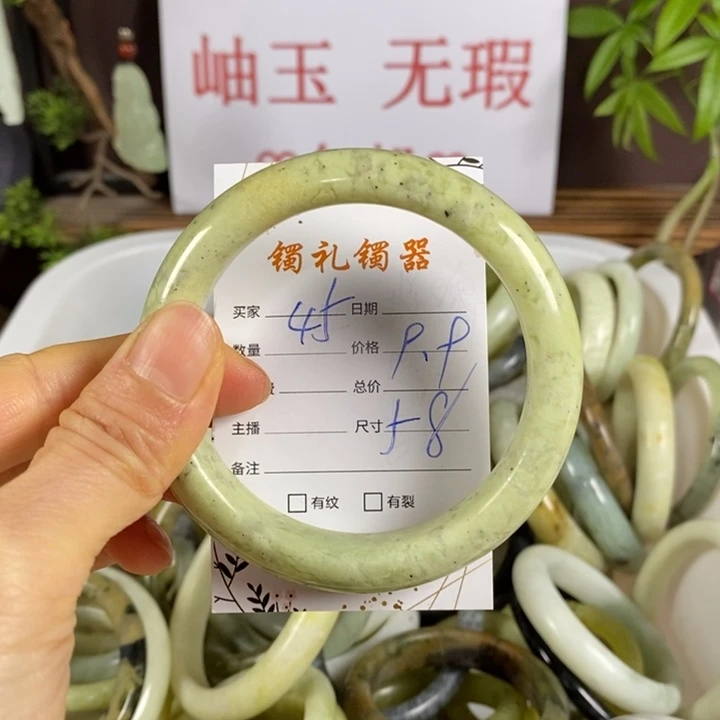 岫玉 无瑕
镯礼镯器
买家 45 日期
数量 价格 9.9
总价
主播 尺寸 58
备注
有纹 有裂